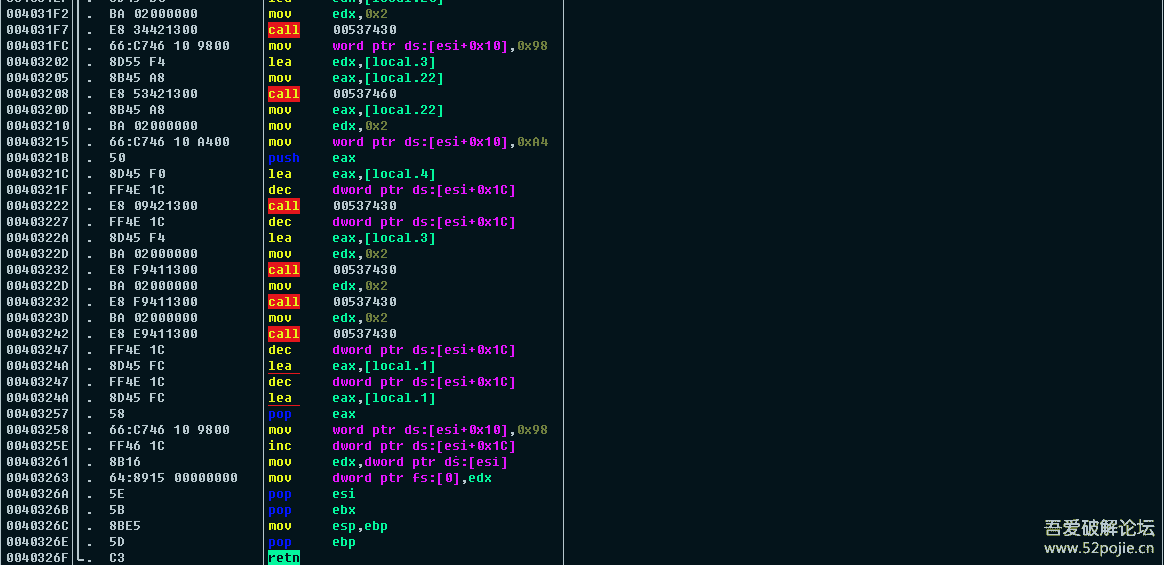 004031F2 . BA 02000000 mov edx,0x2
004031F7 . E8 34421300 call 00537430
004031FC . 66:C746 10 9800 mov word ptr ds:[esi+0x10],0x98
00403202 . 8D55 F4 lea edx,[local.3]
00403205 . 8B45 A8 mov eax,[local.22]
00403208 . E8 53421300 call 00537460
0040320D . 8B45 A8 mov eax,[local.22]
00403210 . BA 02000000 mov edx,0x2
00403215 . 66:C746 10 A400 mov word ptr ds:[esi+0x10],0xA4
0040321B . 50 push eax
0040321C . 8D45 F0 lea eax,[local.4]
0040321F . FF4E 1C dec dword ptr ds:[esi+0x1C]
00403222 . E8 09421300 call 00537430
00403227 . FF4E 1C dec dword ptr ds:[esi+0x1C]
0040322A . 8D45 F4 lea eax,[local.3]
0040322D . BA 02000000 mov edx,0x2
00403232 . E8 F9411300 call 00537430
0040322D . BA 02000000 mov edx,0x2
00403232 . E8 F9411300 call 00537430
0040323D . BA 02000000 mov edx,0x2
00403242 . E8 E9411300 call 00537430
00403247 . FF4E 1C dec dword ptr ds:[esi+0x1C]
0040324A . 8D45 FC lea eax,[local.1]
00403247 . FF4E 1C dec dword ptr ds:[esi+0x1C]
0040324A . 8D45 FC lea eax,[local.1]
00403257 . 58 pop eax
00403258 . 66:C746 10 9800 mov word ptr ds:[esi+0x10],0x98
0040325E . FF46 1C inc dword ptr ds:[esi+0x1C]
00403261 . 8B16 mov edx,dword ptr ds:[esi]
00403263 . 64:8915 00000000 mov dword ptr fs:[0],edx
0040326A . 5E pop esi
0040326B . 5B pop ebx
0040326C . 8BE5 mov esp,ebp
0040326E . 5D pop ebp
0040326F . C3 retn
吾爱破解论坛
www.52pojie.cn